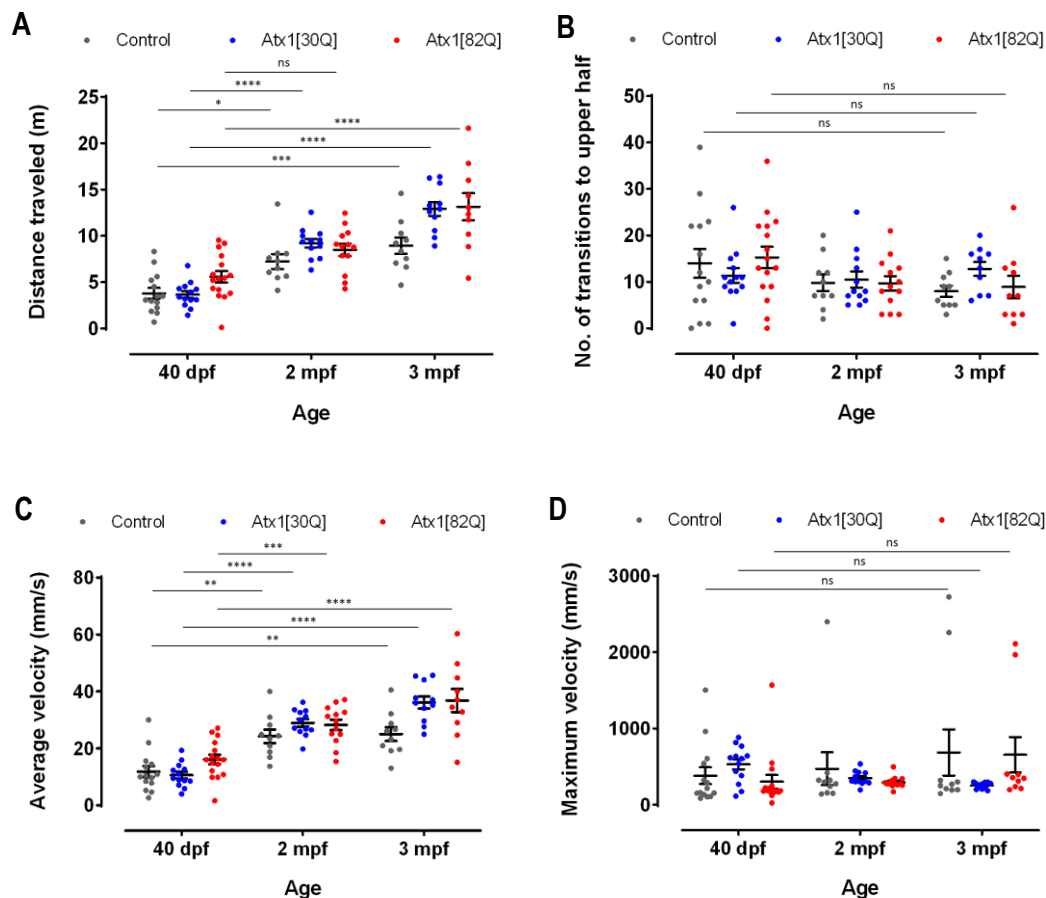 A
Control Atx1[30Q] Atx1[82Q]
ns
****
*
****
****
***
Distance traveled (m)
25
20
15
10
5
0
40 dpf 2 mpf 3 mpf
Age
B
Control Atx1[30Q] Atx1[82Q]
ns
ns
ns
No. of transitions to upper half
50
40
30
20
10
0
40 dpf 2 mpf 3 mpf
Age
C
Control Atx1[30Q] Atx1[82Q]
***
****
**
****
****
**
Average velocity (mm/s)
80
60
40
20
0
40 dpf 2 mpf 3 mpf
Age
D
Control Atx1[30Q] Atx1[82Q]
ns
ns
ns
Maximum velocity (mm/s)
3000
2000
1000
0
40 dpf 2 mpf 3 mpf
Age